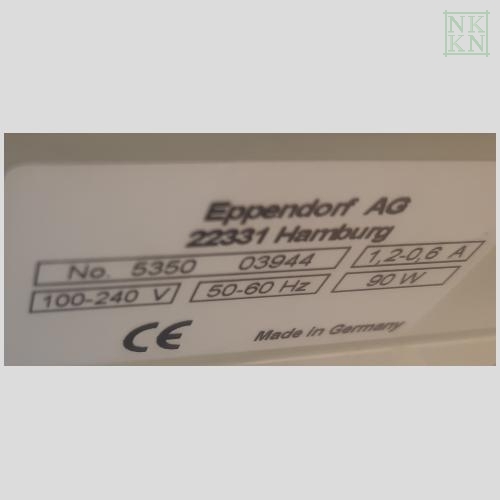 NK
KN
Eppendorf AG
22331 Hamburg
No. 5350 03944 1,2-0,6 A
100-240 V 50-60 Hz 90 W
CE Made in Germany